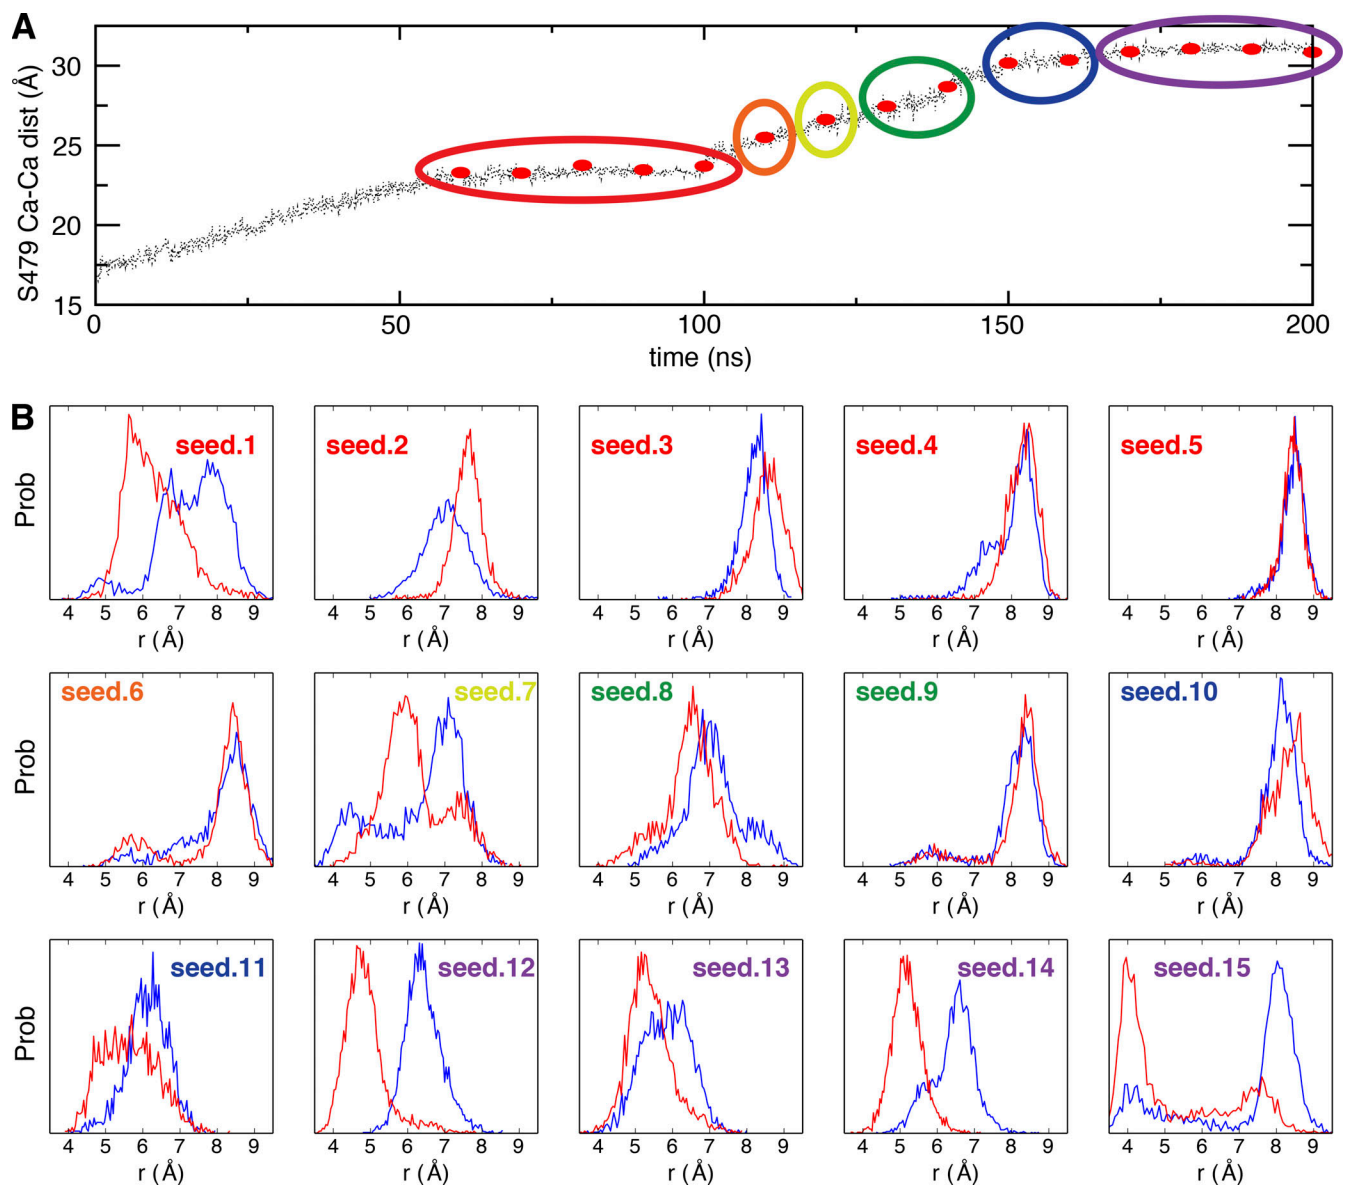 A
S479 Ca-Ca dist (Å)
30
25
20
15
0 50 100 150 200
time (ns)
B
Prob
seed.1 seed.2 seed.3 seed.4 seed.5
4 5 6 7 8 9 4 5 6 7 8 9 4 5 6 7 8 9 4 5 6 7 8 9 4 5 6 7 8 9
r (Å) r (Å) r (Å) r (Å) r (Å)
Prob
seed.6 seed.7 seed.8 seed.9 seed.10
4 5 6 7 8 9 4 5 6 7 8 9 4 5 6 7 8 9 4 5 6 7 8 9 4 5 6 7 8 9
r (Å) r (Å) r (Å) r (Å) r (Å)
Prob
seed.11 seed.12 seed.13 seed.14 seed.15
4 5 6 7 8 9 4 5 6 7 8 9 4 5 6 7 8 9 4 5 6 7 8 9 4 5 6 7 8 9
r (Å) r (Å) r (Å) r (Å) r (Å)